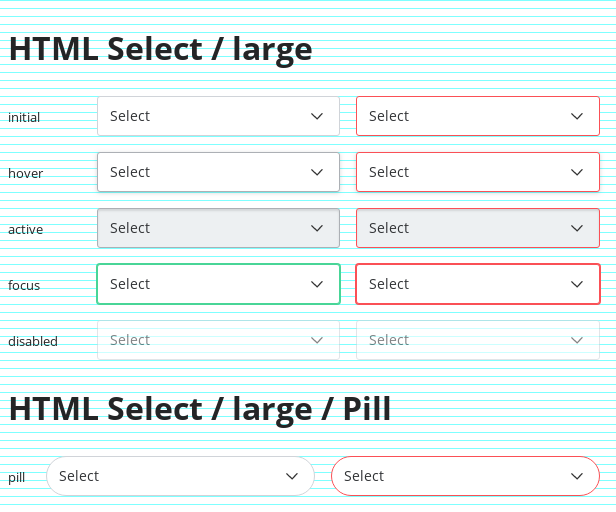 HTML Select / large
initial Select Select
hover Select Select
active Select Select
focus Select Select
disabled Select Select
HTML Select / large / Pill
pill Select Select